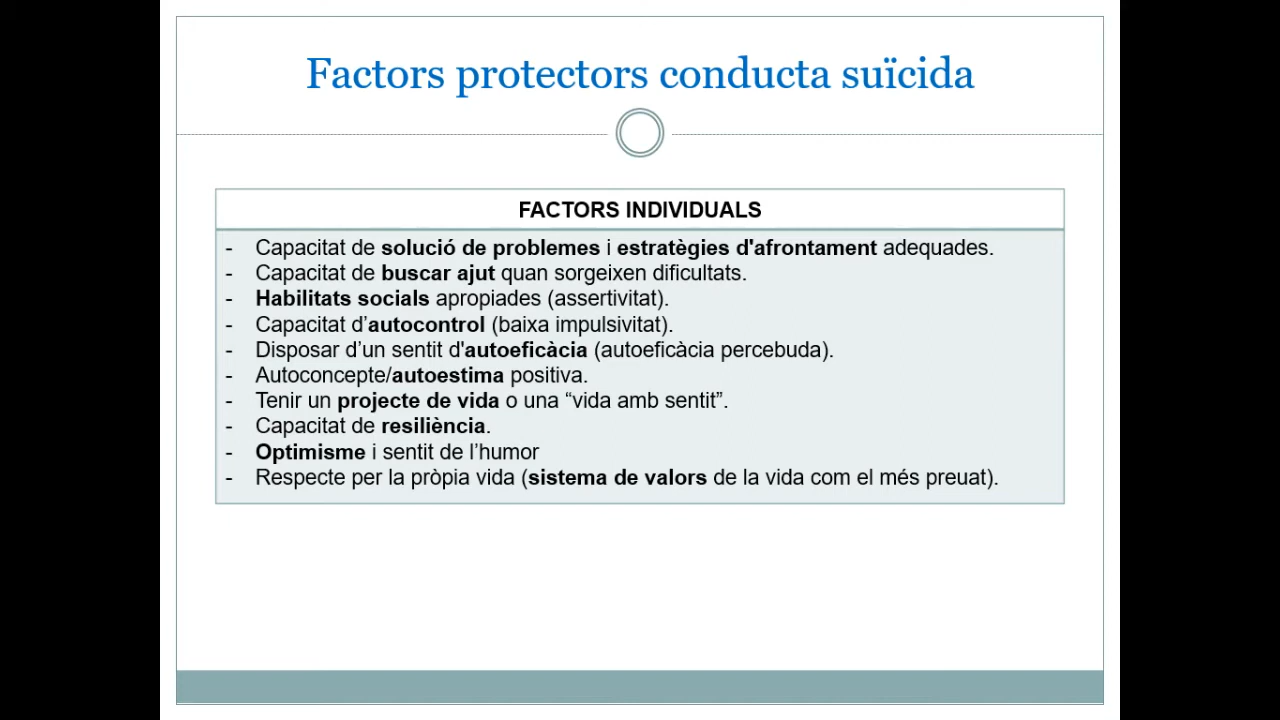 Factors protectors conducta suïcida
FACTORS INDIVIDUALS
- Capacitat de solució de problemes i estratègies d'afrontament adequades.
- Capacitat de buscar ajut quan sorgeixen dificultats.
- Habilitats socials apropiades (assertivitat).
- Capacitat d’autocontrol (baixa impulsivitat).
- Disposar d’un sentit d'autoeficàcia (autoeficàcia percebuda).
- Autoconcepte/autoestima positiva.
- Tenir un projecte de vida o una “vida amb sentit”.
- Capacitat de resiliència.
- Optimisme i sentit de l’humor
- Respecte per la pròpia vida (sistema de valors de la vida com el més preuat).